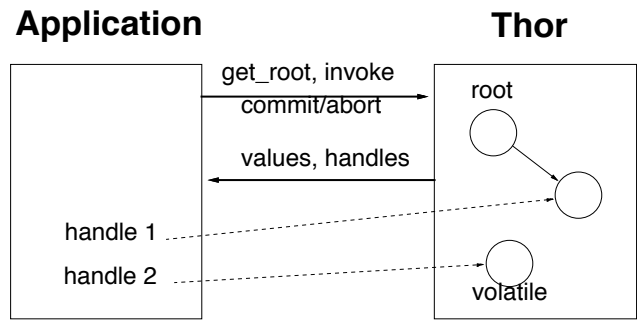 Application
Thor
get_root, invoke
commit/abort
root
values, handles
handle 1
handle 2
volatile